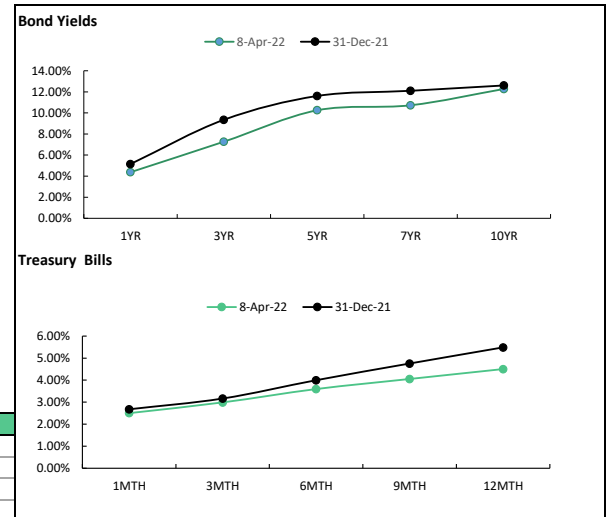 Bond Yields
8-Apr-22 31-Dec-21
14.00%
12.00%
10.00%
8.00%
6.00%
4.00%
2.00%
0.00%
1YR 3YR 5YR 7YR 10YR
Treasury Bills
8-Apr-22 31-Dec-21
6.00%
5.00%
4.00%
3.00%
2.00%
1.00%
0.00%
1MTH 3MTH 6MTH 9MTH 12MTH